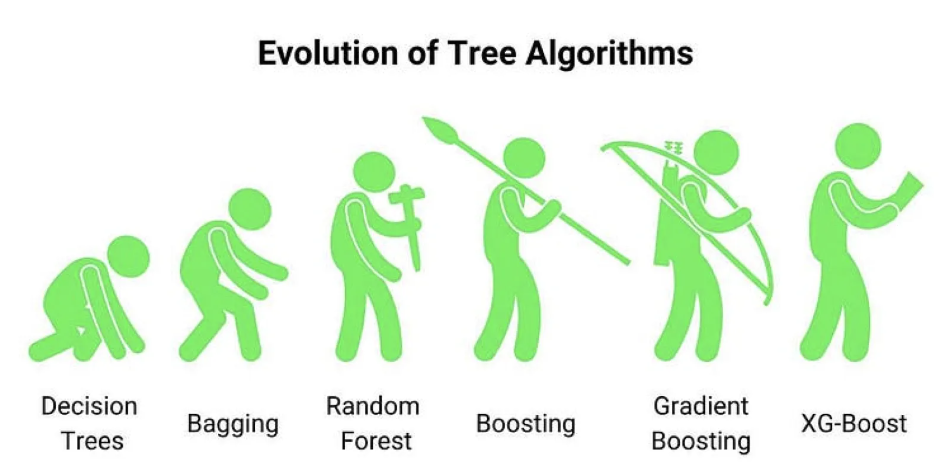 Evolution of Tree Algorithms
Decision
Trees
Bagging
Random
Forest
Boosting
Gradient
Boosting
XG-Boost